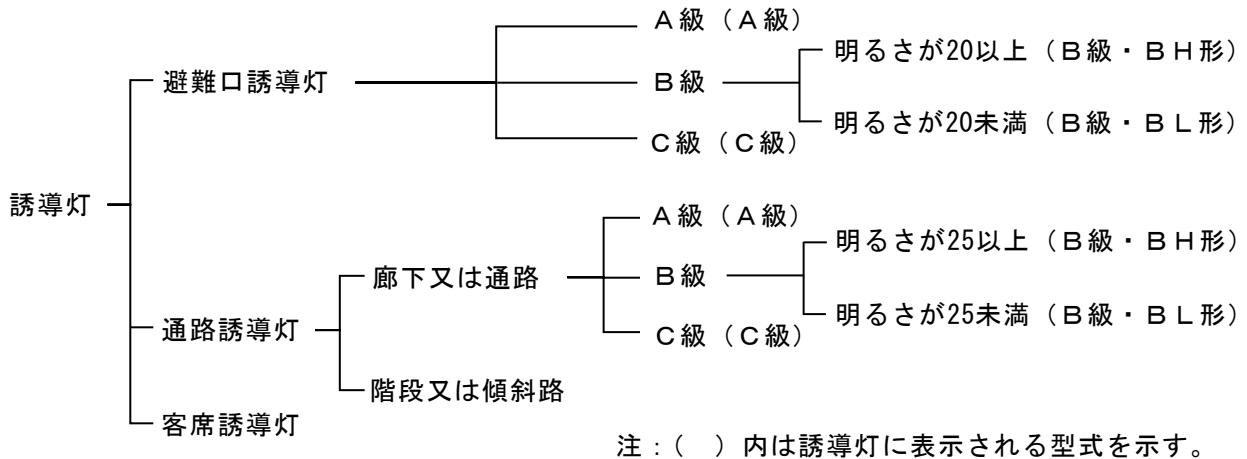 誘導灯
避難口誘導灯
Ａ級（Ａ級）
Ｂ級
明るさが20以上（Ｂ級・ＢＨ形）
明るさが20未満（Ｂ級・ＢＬ形）
Ｃ級（Ｃ級）
通路誘導灯
廊下又は通路
Ａ級（Ａ級）
Ｂ級
明るさが25以上（Ｂ級・ＢＨ形）
明るさが25未満（Ｂ級・ＢＬ形）
Ｃ級（Ｃ級）
階段又は傾斜路
客席誘導灯
注：（　）内は誘導灯に表示される型式を示す。